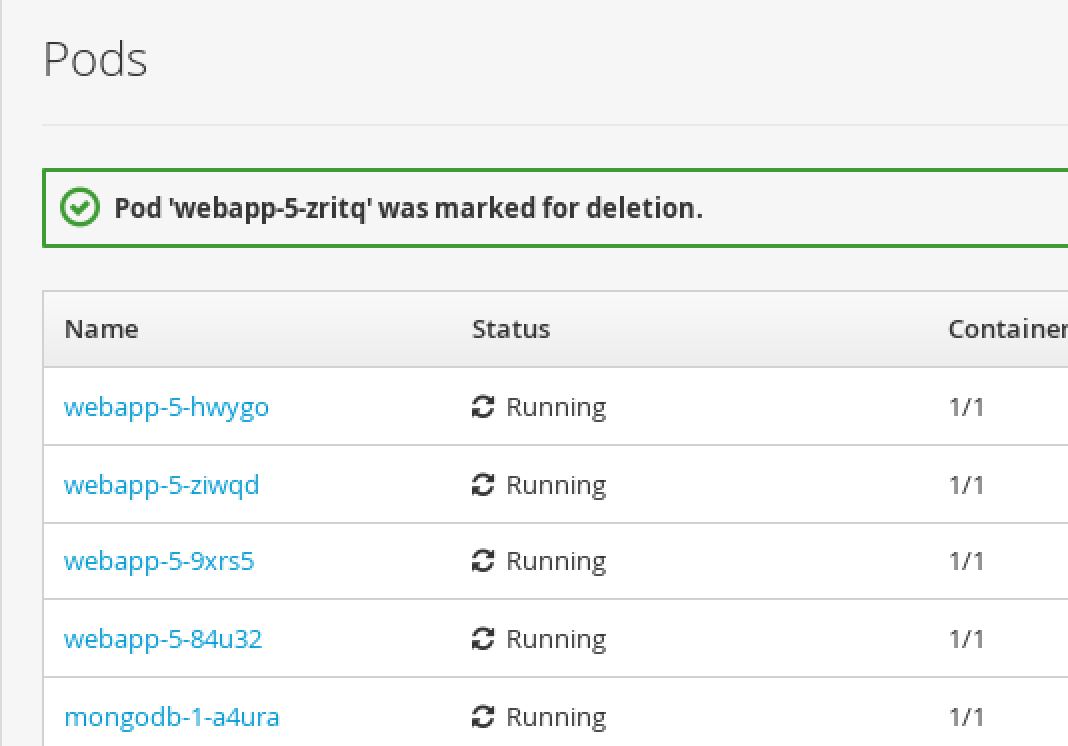 Pods
Pod 'webapp-5-zritq' was marked for deletion.
Name Status Container
webapp-5-hwygo Running 1/1
webapp-5-ziwqd Running 1/1
webapp-5-9xrs5 Running 1/1
webapp-5-84u32 Running 1/1
mongodb-1-a4ura Running 1/1